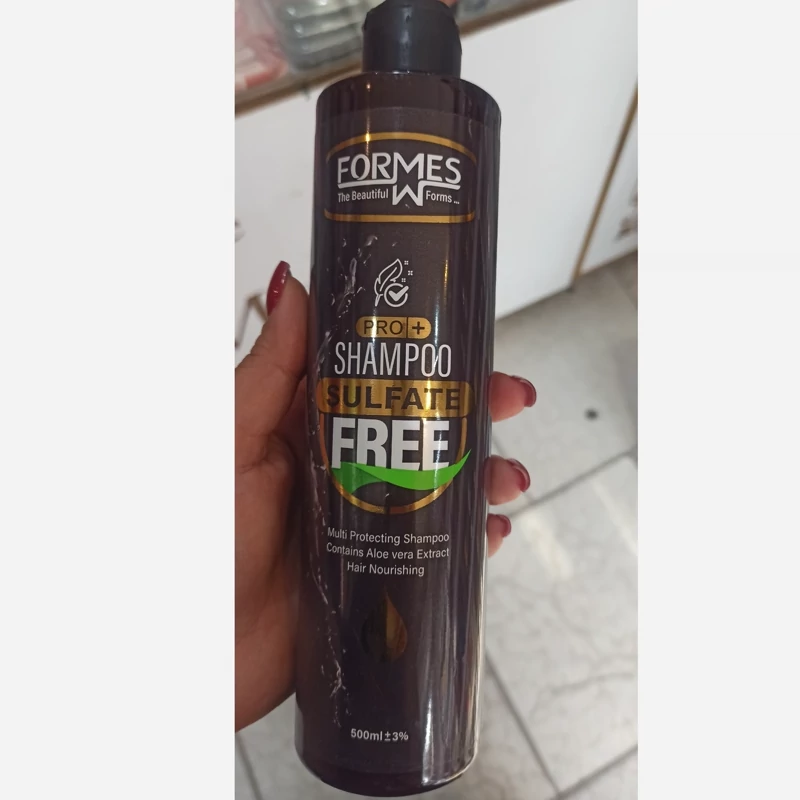 FORMES
The Beautiful Forms ...
PRO +
SHAMPOO
SULFATE
FREE
Multi Protecting Shampoo
Contains Aloe vera Extract
Hair Nourishing
500ml±3%